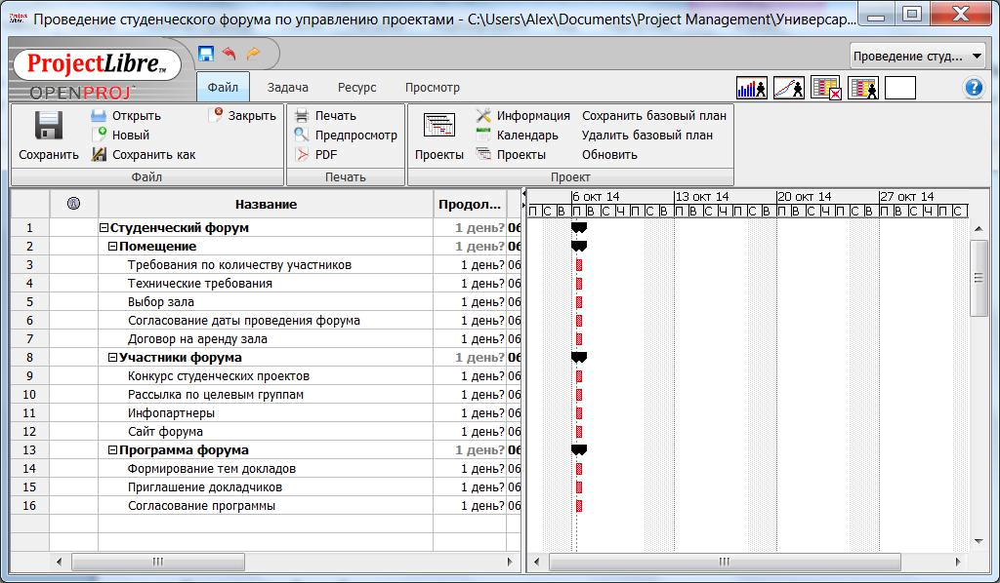 Проведение студенческого форума по управлению проектами - C:\Users\Alex\Documents\Project Management\Универсар...
ProjectLibre™
OPENPROJ
Проведение студ...
Файл Задача Ресурс Просмотр
Сохранить
Открыть
Новый
Сохранить как
Закрыть
Файл
Печать
Предпросмотр
PDF
Печать
Проекты
Информация
Календарь
Проекты
Сохранить базовый план
Удалить базовый план
Обновить
Проект
Название Продол...
6 окт 14 13 окт 14 20 окт 14 27 окт 14
П С В П В С Ч П С В П В С Ч П С В П В С Ч П С В П В С Ч П С
1 Студенческий форум 1 день? 06
2 Помещение 1 день? 06
3 Требования по количеству участников 1 день? 06
4 Технические требования 1 день? 06
5 Выбор зала 1 день? 06
6 Согласование даты проведения форума 1 день? 06
7 Договор на аренду зала 1 день? 06
8 Участники форума 1 день? 06
9 Конкурс студенческих проектов 1 день? 06
10 Рассылка по целевым группам 1 день? 06
11 Инфопартнеры 1 день? 06
12 Сайт форума 1 день? 06
13 Программа форума 1 день? 06
14 Формирование тем докладов 1 день? 06
15 Приглашение докладчиков 1 день? 06
16 Согласование программы 1 день? 06